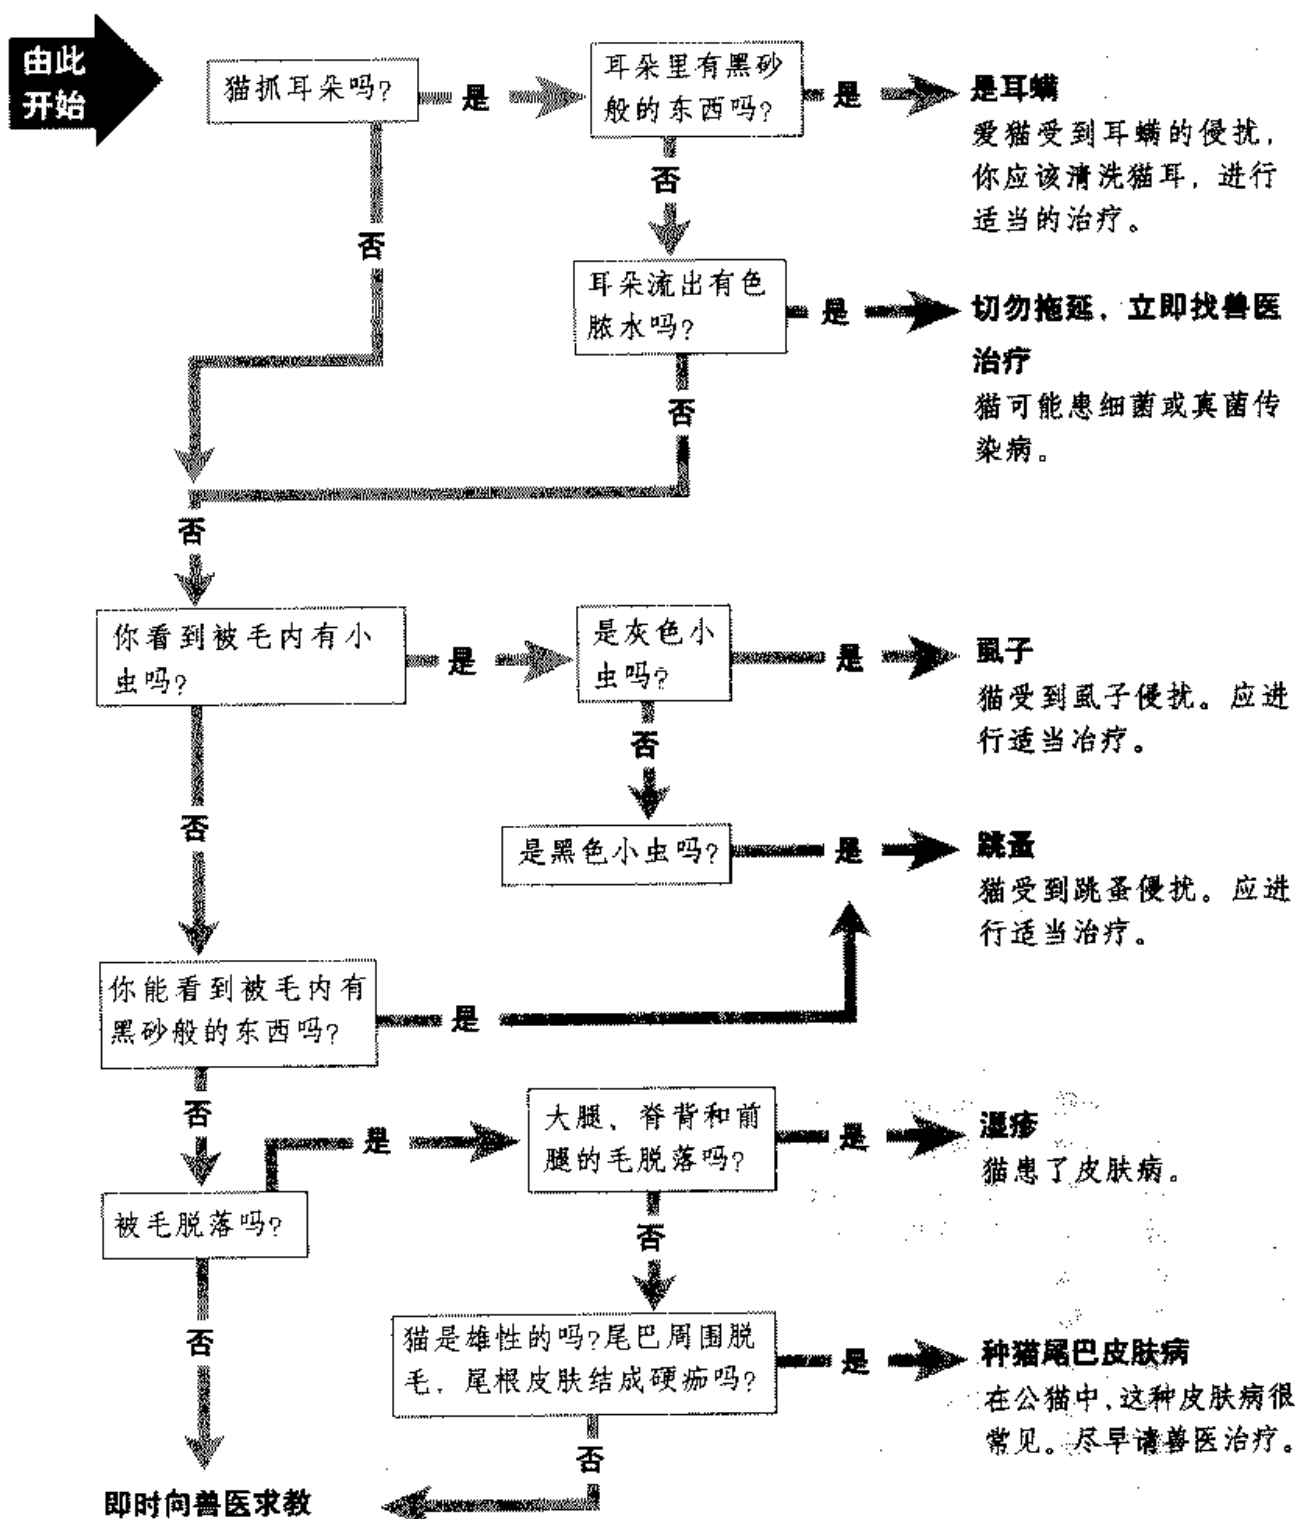 由此
开始
猫抓耳朵吗?
是
耳朵里有黑砂
般的东西吗?
是
是耳螨
爱猫受到耳螨的侵扰，
你应该清洗猫耳，进行
适当的治疗。
否
否
耳朵流出有色
脓水吗?
是
切勿拖延，立即找兽医
治疗
猫可能患细菌或真菌传
染病。
否
否
你看到被毛内有小
虫吗?
是
是灰色小
虫吗?
是
虱子
猫受到虱子侵扰。应进
行适当治疗。
否
否
是黑色小虫吗?
是
跳蚤
猫受到跳蚤侵扰。应进
行适当治疗。
你能看到被毛内有
黑砂般的东西吗?
是
否
是
大腿、脊背和前
腿的毛脱落吗?
是
湿疹
猫患了皮肤病。
被毛脱落吗?
否
否
猫是雄性的吗?尾巴周围脱
毛，尾根皮肤结成硬痂吗?
是
种猫尾巴皮肤病
在公猫中，这种皮肤病很
常见。尽早请兽医治疗。
否
即时向兽医求教